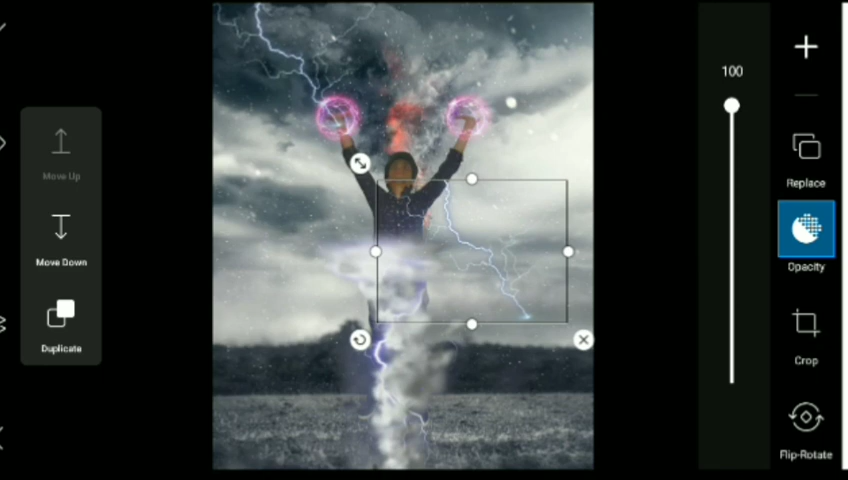 Move Up
Move Down
Duplicate
100
Replace
Opacity
Crop
Flip-Rotate